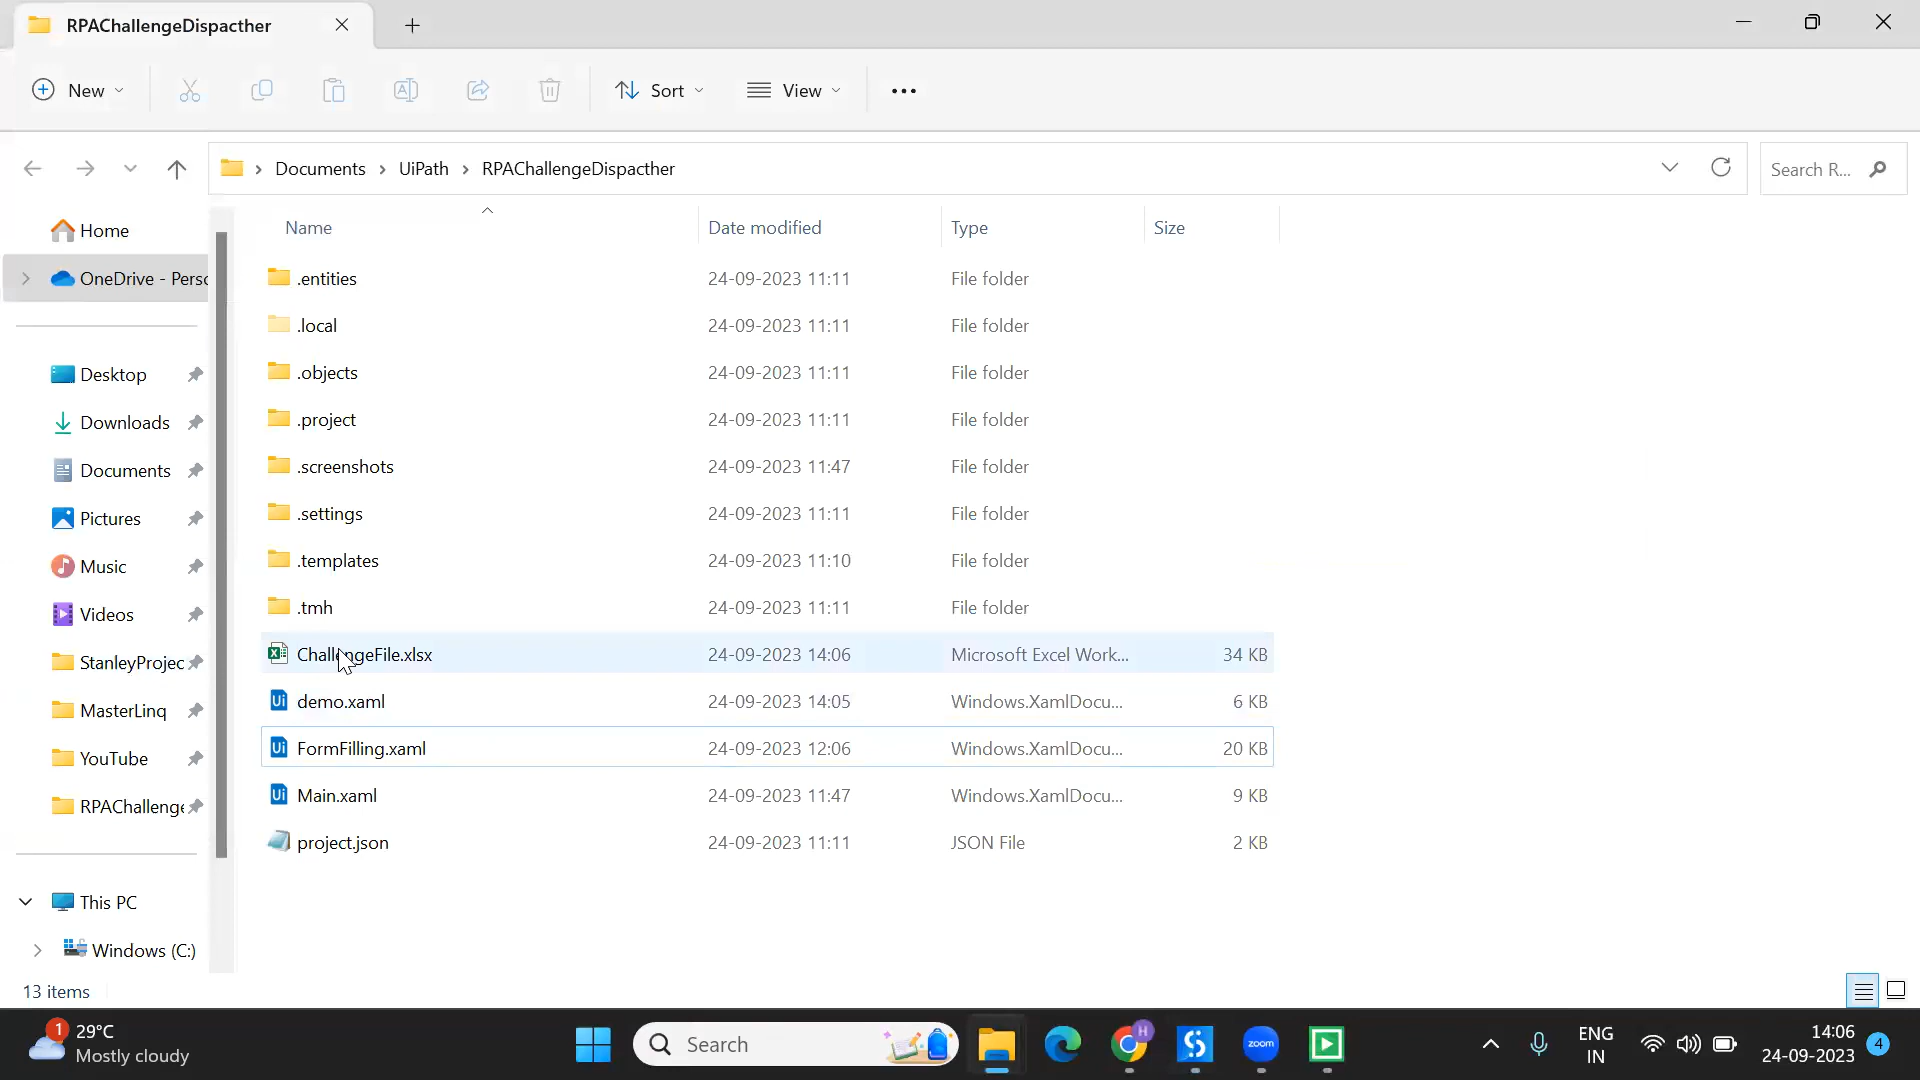 RPAChallengeDispacther
New
Sort
View
Documents > UiPath > RPAChallengeDispacther
Search R...
Name
Date modified
Type
Size
Home
OneDrive - Perso
Desktop
Downloads
Documents
Pictures
Music
Videos
StanleyProjec
MasterLinq
YouTube
RPAChallenge
This PC
Windows (C:)
.entities 24-09-2023 11:11 File folder
.local 24-09-2023 11:11 File folder
.objects 24-09-2023 11:11 File folder
.project 24-09-2023 11:11 File folder
.screenshots 24-09-2023 11:47 File folder
.settings 24-09-2023 11:11 File folder
.templates 24-09-2023 11:10 File folder
.tmh 24-09-2023 11:11 File folder
ChallengeFile.xlsx 24-09-2023 14:06 Microsoft Excel Work... 34 KB
demo.xaml 24-09-2023 14:05 Windows.XamlDocu... 6 KB
FormFilling.xaml 24-09-2023 12:06 Windows.XamlDocu... 20 KB
Main.xaml 24-09-2023 11:47 Windows.XamlDocu... 9 KB
project.json 24-09-2023 11:11 JSON File 2 KB
13 items
1
29°C
Mostly cloudy
Search
H
zoom
ENG
IN
14:06
24-09-2023
4